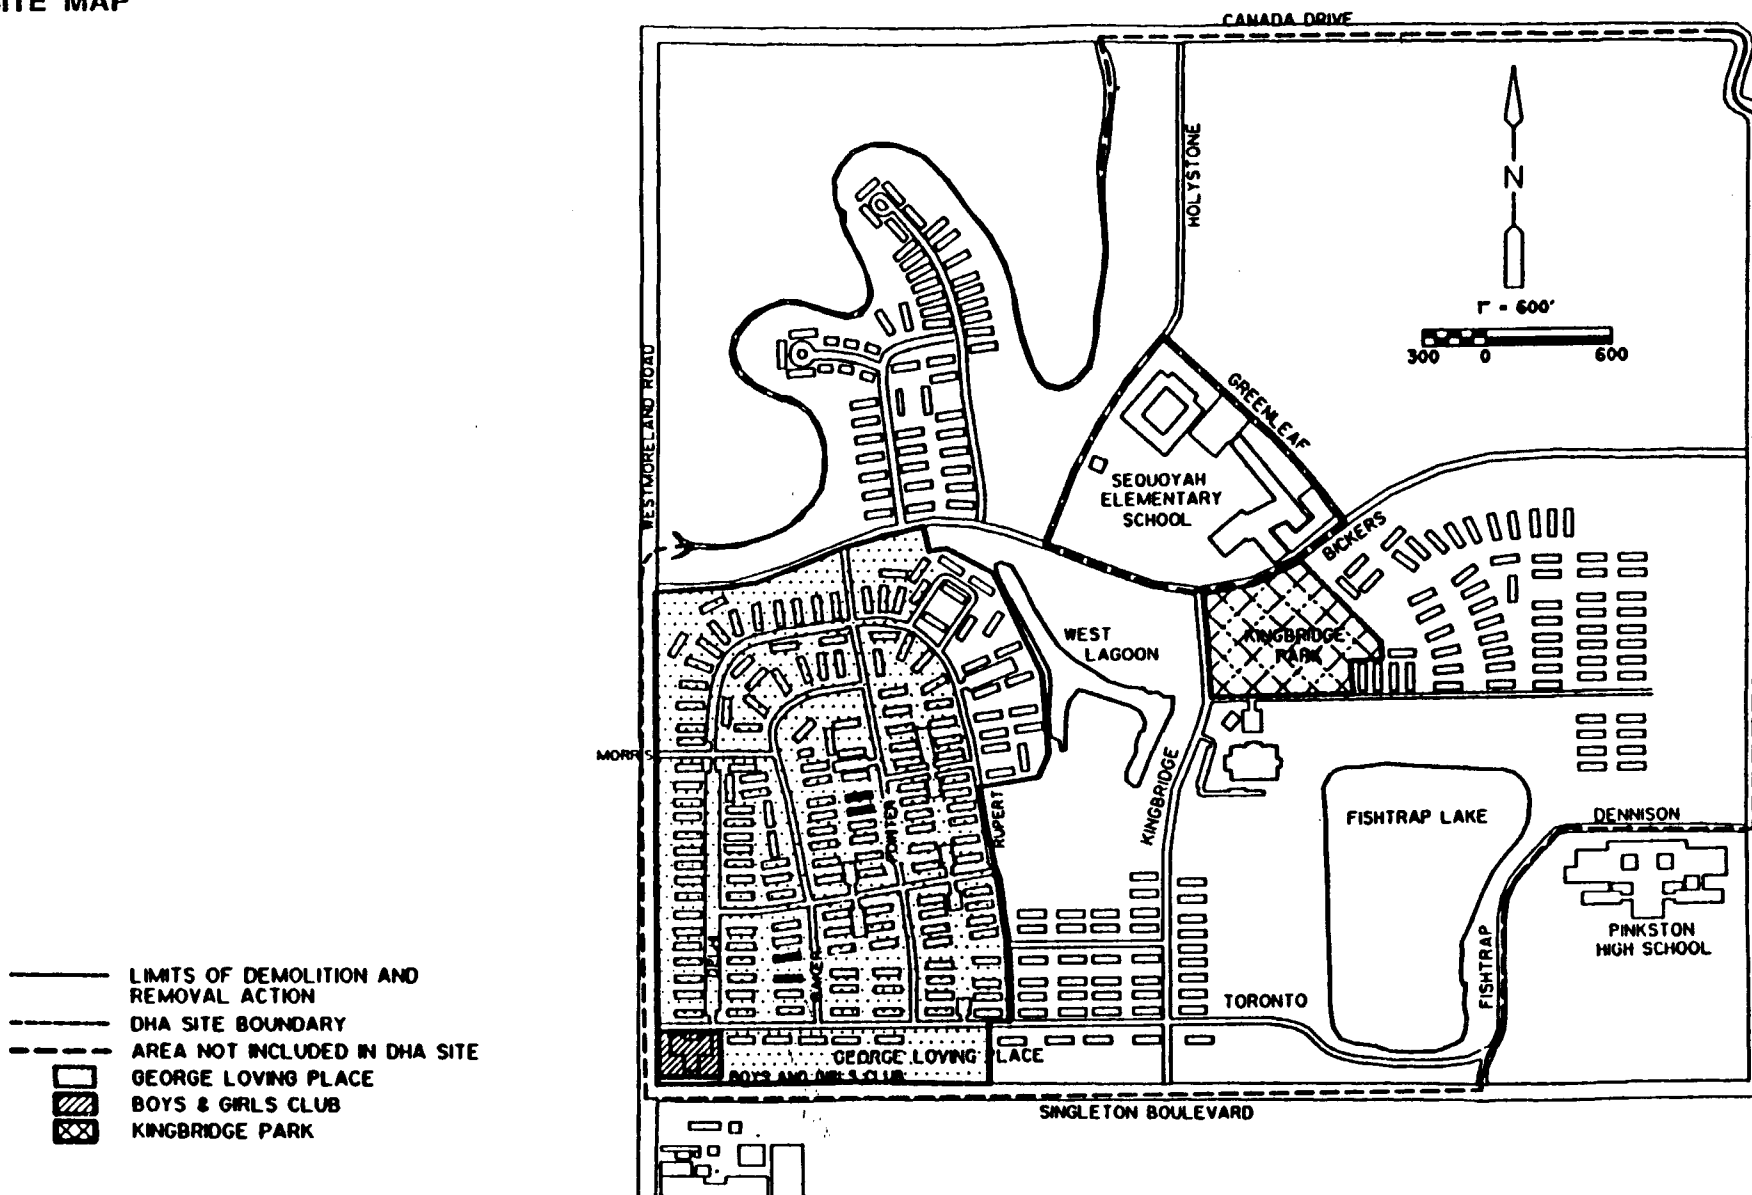 SITE MAP
CANADA DRIVE
HOLYSTONE
N
1" = 600'
300 0 600
WESTMORELAND ROAD
GREENLEAF
SEQUOYAH
ELEMENTARY
SCHOOL
BICKERS
WEST
LAGOON
KINGBRIDGE
PARK
MORRIS
KINGBRIDGE
POINTER
RUPERT
FISHTRAP LAKE
DENNISON
PINKSTON
HIGH SCHOOL
FISHTRAP
BAKER
TORONTO
GEORGE LOVING PLACE
BOYS AND GIRLS CLUB
SINGLETON BOULEVARD
LIMITS OF DEMOLITION AND
REMOVAL ACTION
DHA SITE BOUNDARY
AREA NOT INCLUDED IN DHA SITE
GEORGE LOVING PLACE
BOYS & GIRLS CLUB
KINGBRIDGE PARK